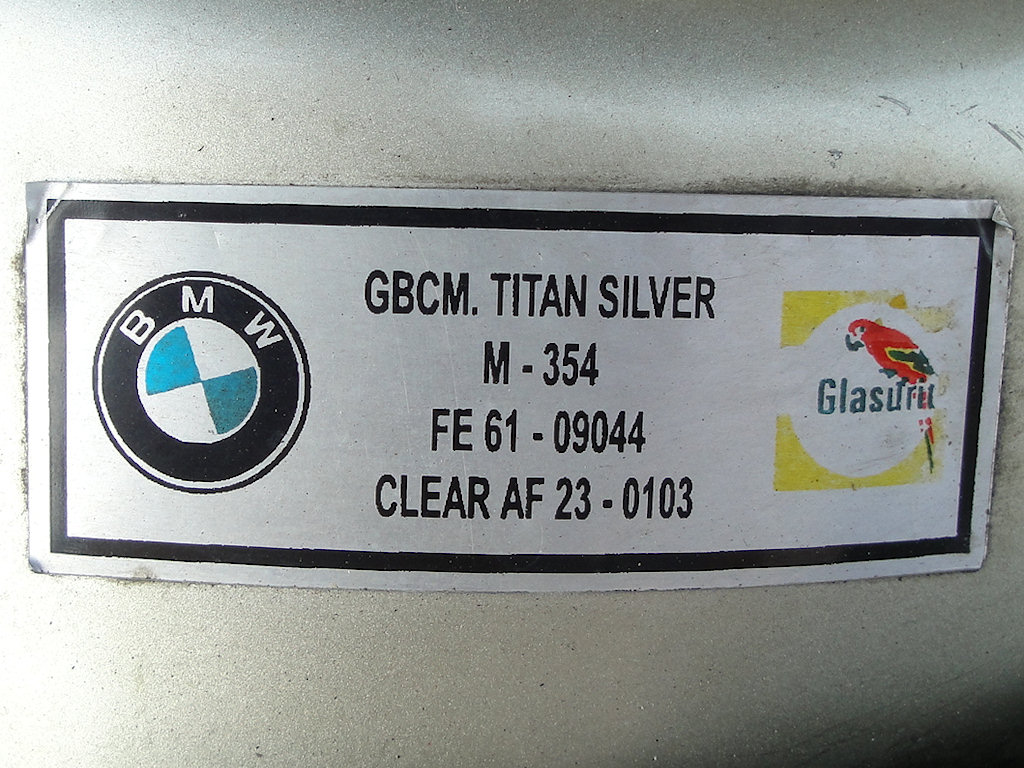 BMW
GBCM. TITAN SILVER
M - 354
FE 61 - 09044
CLEAR AF 23 - 0103
Glasurit